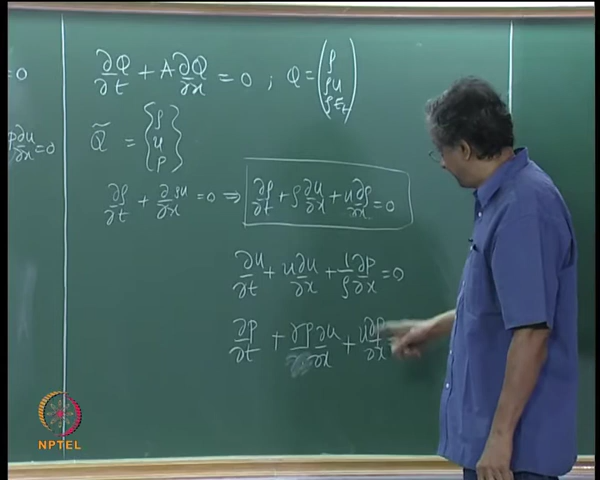 = 0
∂Q/∂t + A ∂Q/∂x = 0 ; Q = (ρ ρu ρE_t)
p ∂u/∂x = 0
Q̃ = {ρ u p}
∂ρ/∂t + ∂ρu/∂x = 0 ⇒ ∂ρ/∂t + ρ ∂u/∂x + u ∂ρ/∂x = 0
∂u/∂t + u ∂u/∂x + 1/ρ ∂p/∂x = 0
∂p/∂t + γp ∂u/∂x + u ∂p/∂x
NPTEL